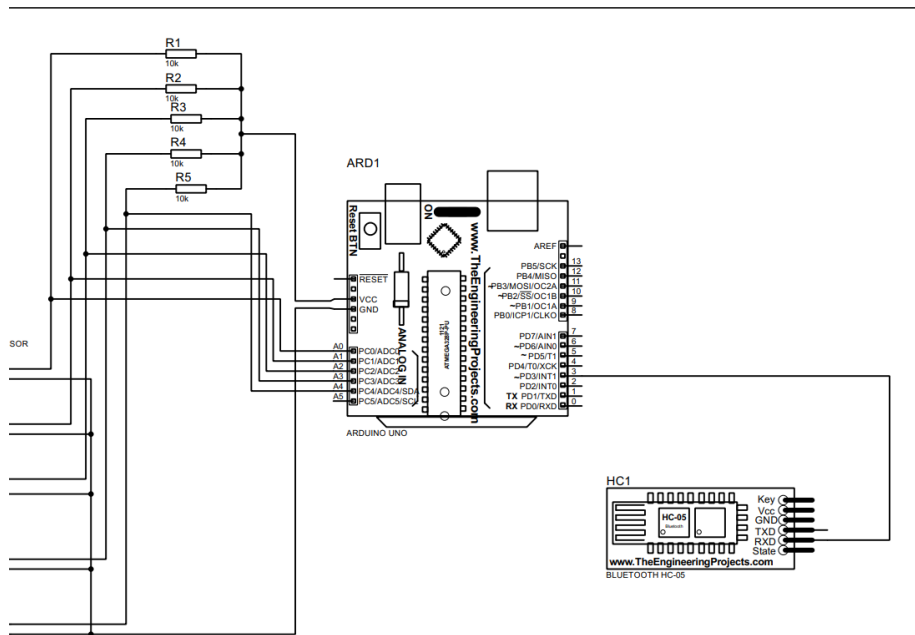 R1
10k
R2
10k
R3
10k
R4
10k
R5
10k
SOR
ARD1
Reset BTN
ON
www.TheEngineeringProjects.com
ANALOG IN
RESET
VCC
GND
A0 PC0/ADC0
A1 PC1/ADC1
A2 PC2/ADC2
A3 PC3/ADC3
A4 PC4/ADC4/SDA
A5 PC5/ADC5/SCL
AREF
PB5/SCK 13
PB4/MISO 12
~PB3/MOSI/OC2A 11
~PB2/SS/OC1B 10
~PB1/OC1A 9
PB0/ICP1/CLKO 8
PD7/AIN1 7
~PD6/AIN0 6
~PD5/T1 5
PD4/T0/XCK 4
~PD3/INT1 3
PD2/INT0 2
TX PD1/TXD 1
RX PD0/RXD 0
ARDUINO UNO
HC1
HC-05
Bluetooth
Key
Vcc
GND
TXD
RXD
State
www.TheEngineeringProjects.com
BLUETOOTH HC-05